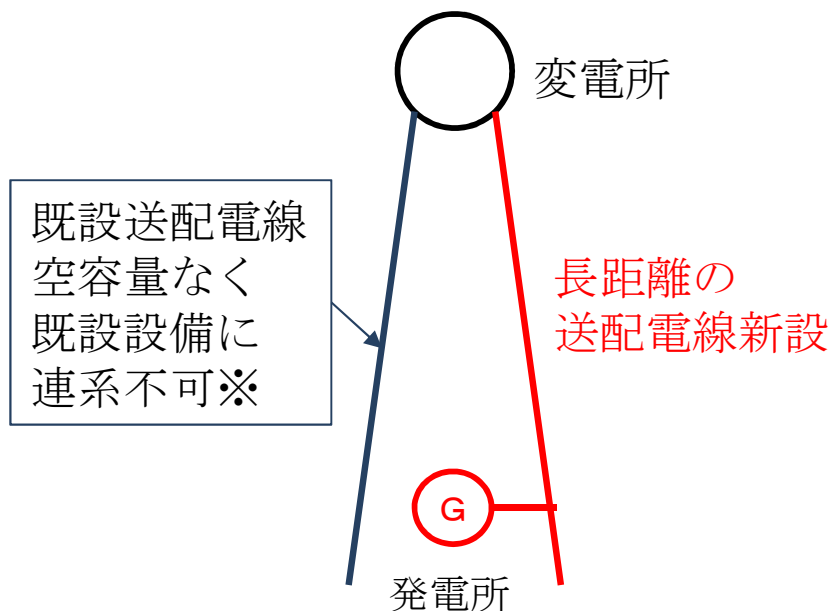 変電所
既設送配電線
空容量なく
既設設備に
連系不可※
長距離の
送配電線新設
G
発電所